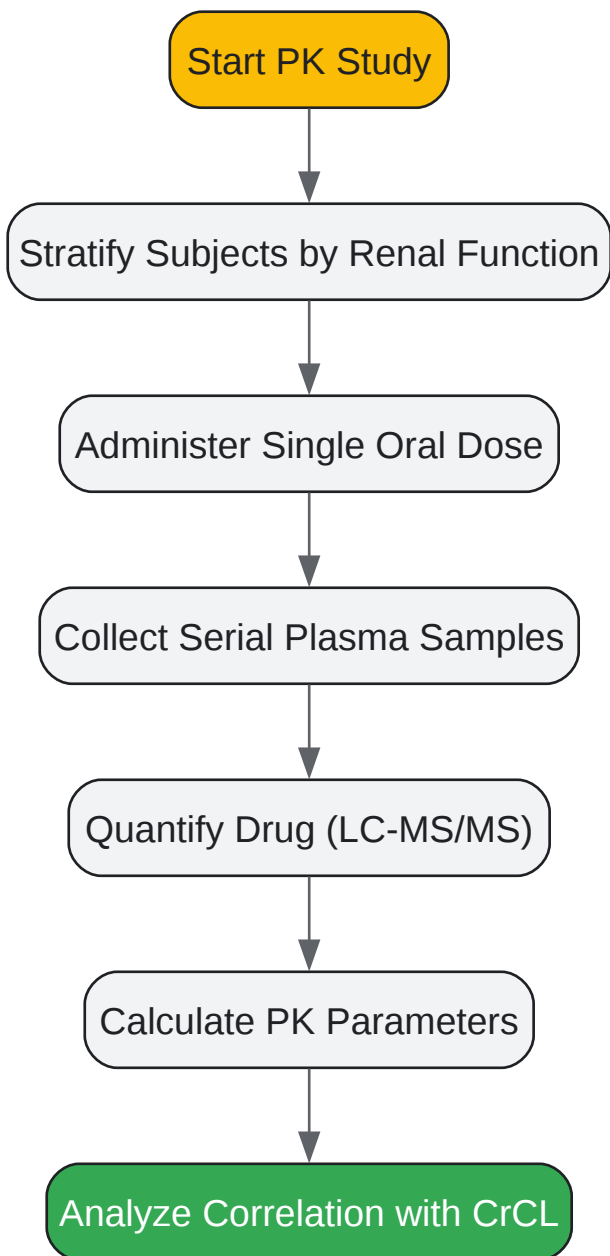 Start PK Study
Stratify Subjects by Renal Function
Administer Single Oral Dose
Collect Serial Plasma Samples
Quantify Drug (LC-MS/MS)
Calculate PK Parameters
Analyze Correlation with CrCL